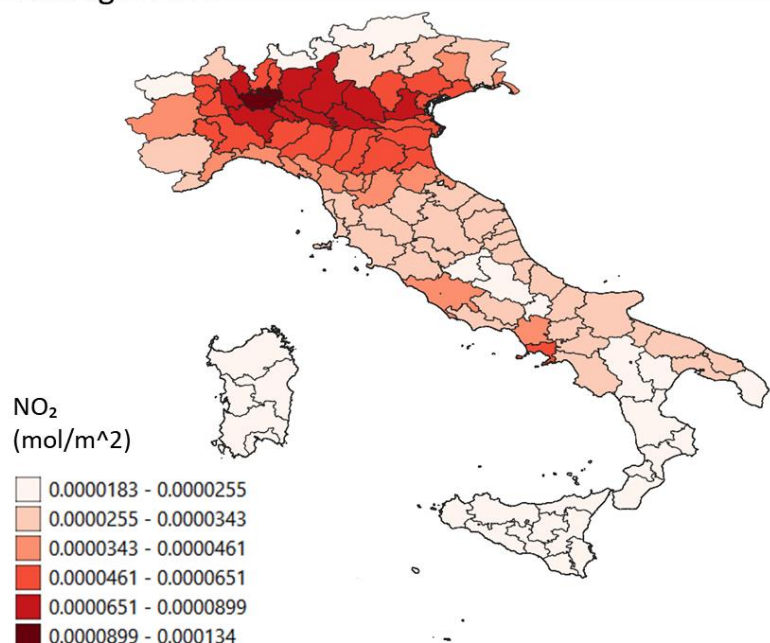 NO₂
(mol/m^2)
0.0000183 - 0.0000255
0.0000255 - 0.0000343
0.0000343 - 0.0000461
0.0000461 - 0.0000651
0.0000651 - 0.0000899
0.0000899 - 0.000134